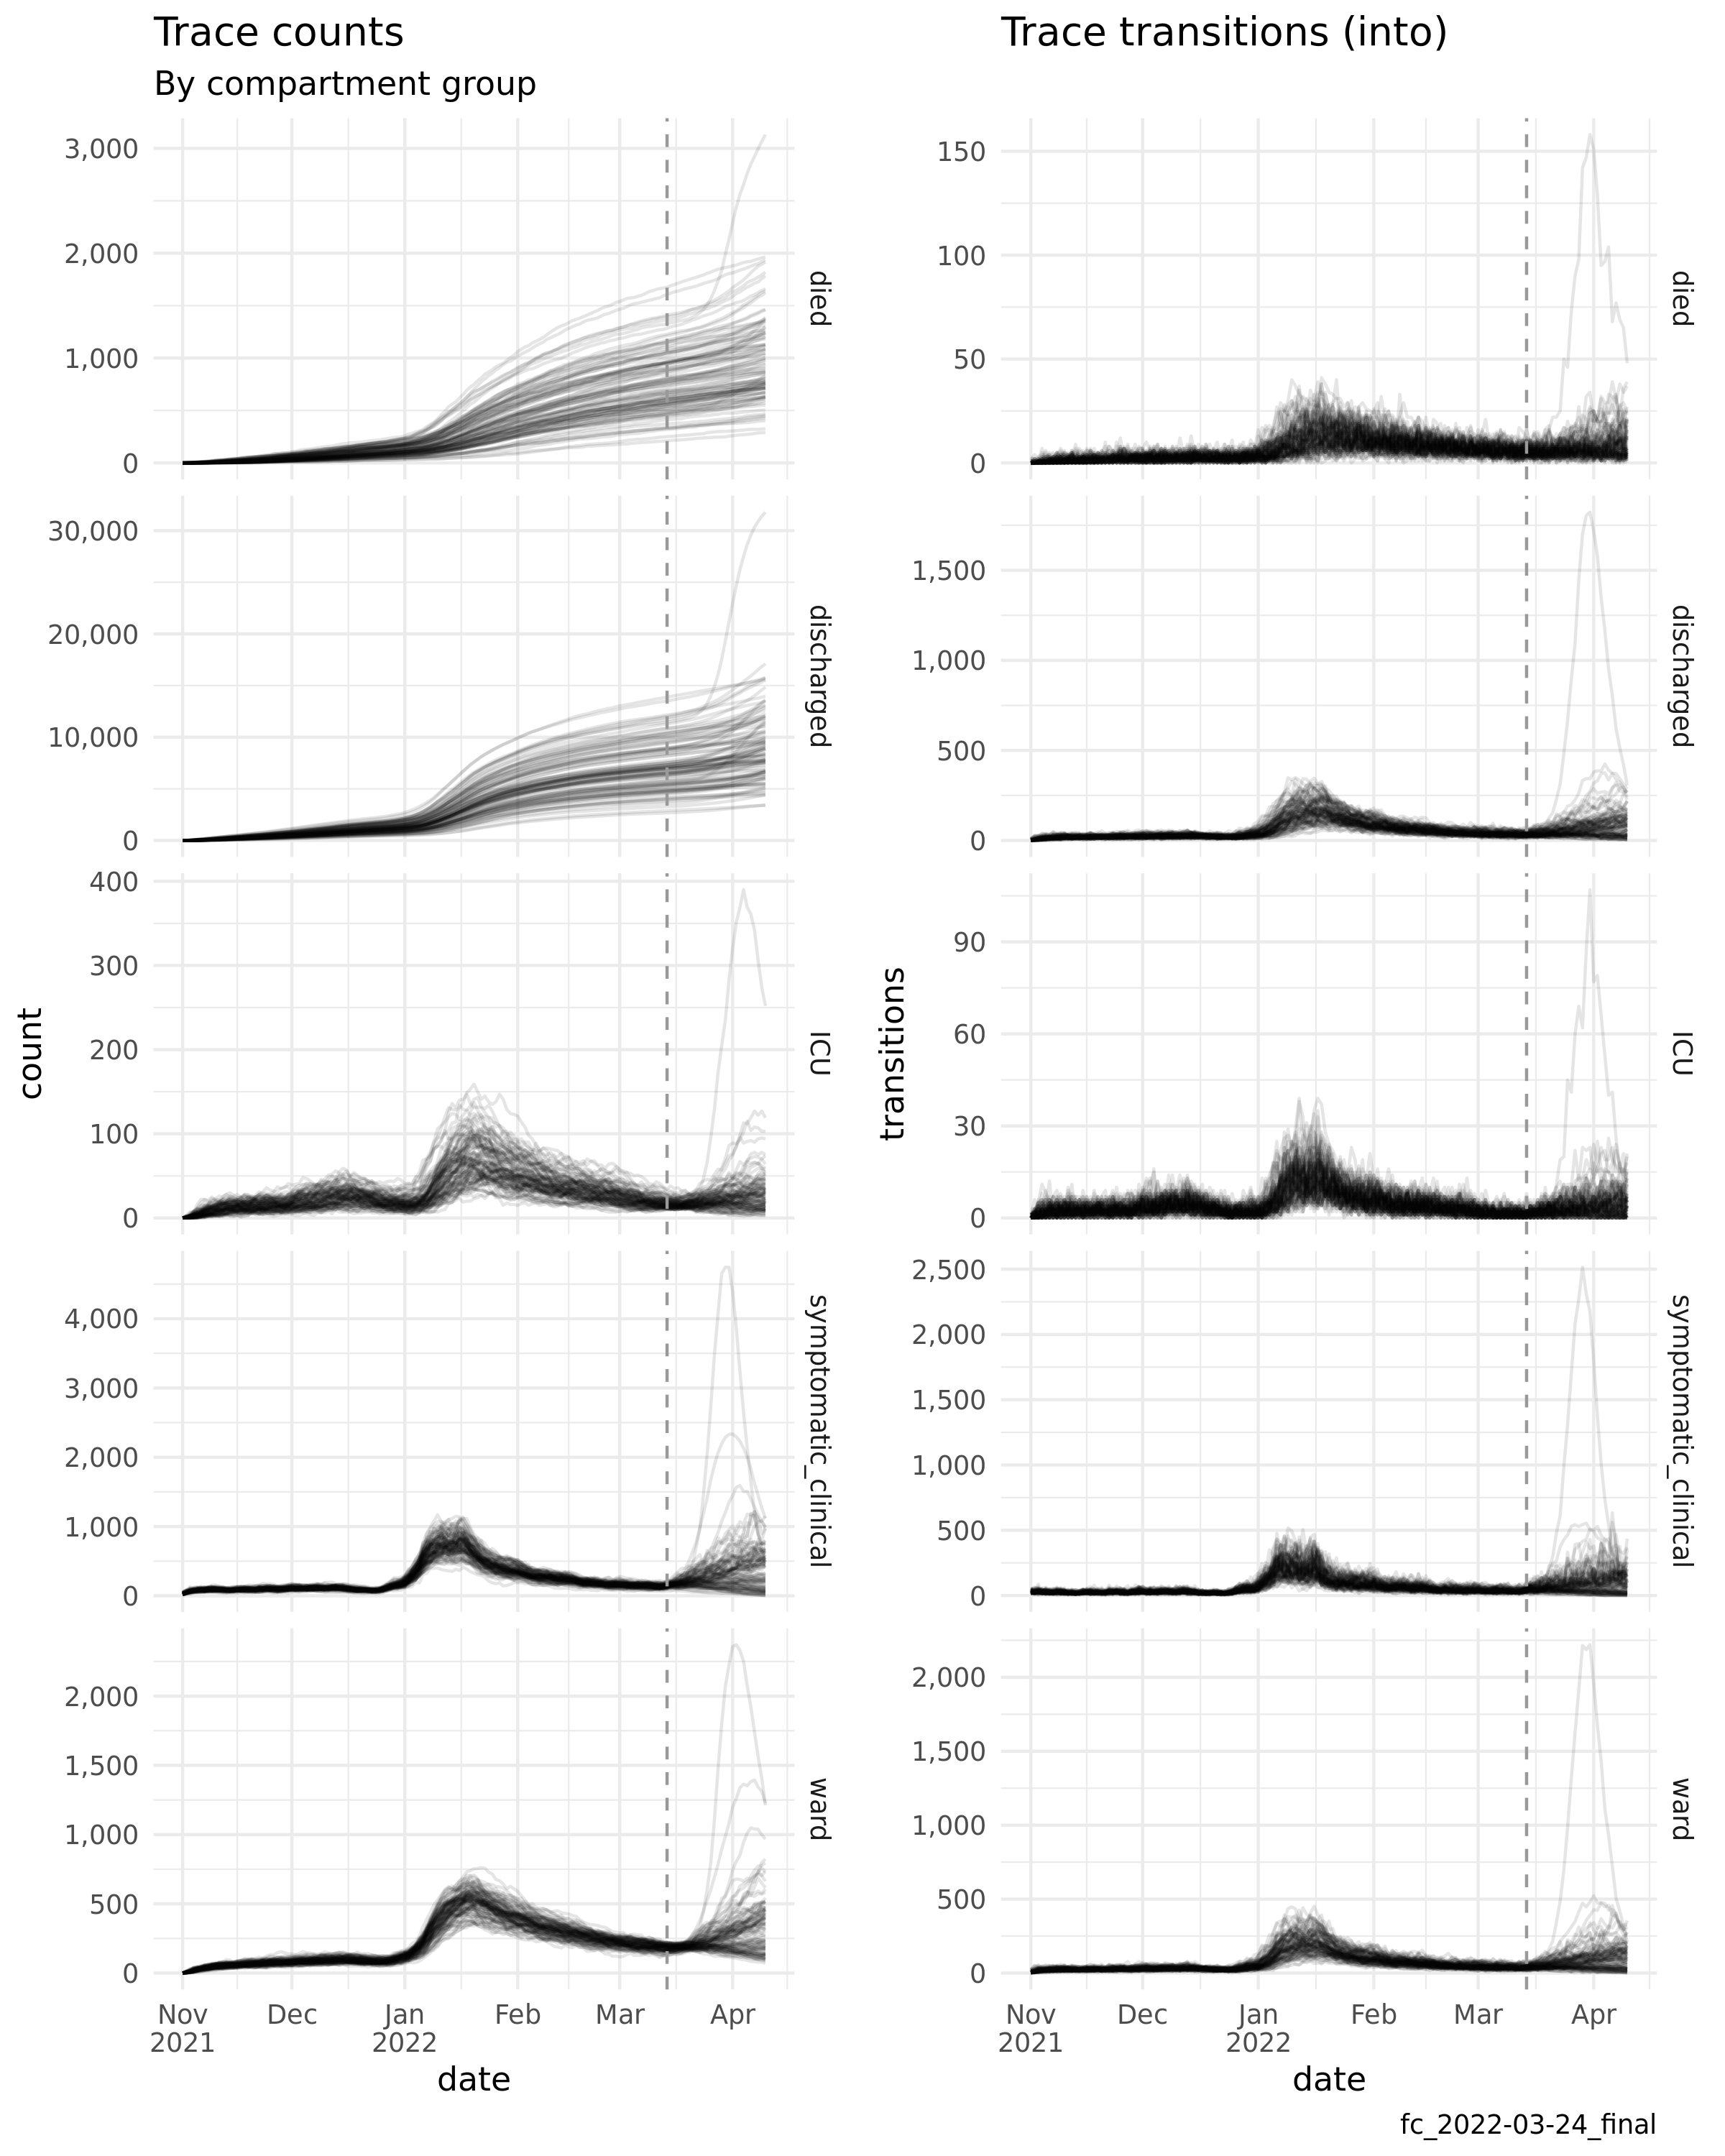 Trace counts
By compartment group
3,000
2,000
1,000
0
died
30,000
20,000
10,000
0
discharged
400
300
200
100
0
ICU
4,000
3,000
2,000
1,000
0
symptomatic_clinical
2,000
1,500
1,000
500
0
ward
count
Nov Dec Jan Feb Mar Apr
2021 2022
date
Trace transitions (into)
150
100
50
0
died
1,500
1,000
500
0
discharged
90
60
30
0
ICU
2,500
2,000
1,500
1,000
500
0
symptomatic_clinical
2,000
1,500
1,000
500
0
ward
transitions
Nov Dec Jan Feb Mar Apr
2021 2022
date
fc_2022-03-24_final